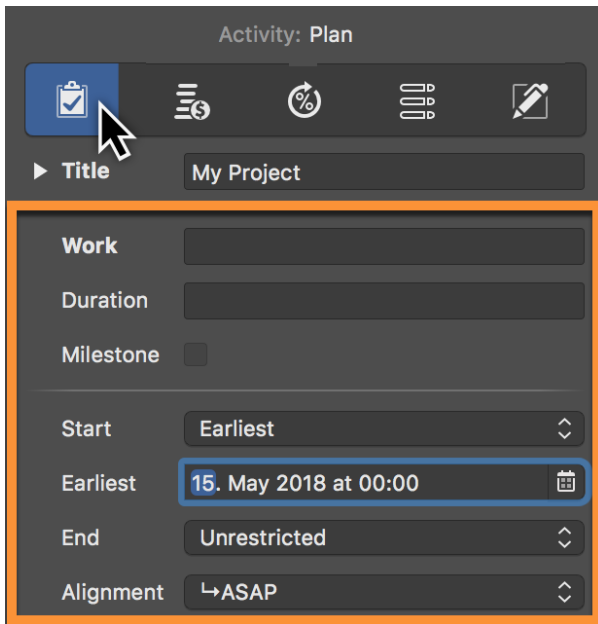 Activity: Plan
Title My Project
Work
Duration
Milestone
Start Earliest
Earliest 15. May 2018 at 00:00
End Unrestricted
Alignment ↳ASAP